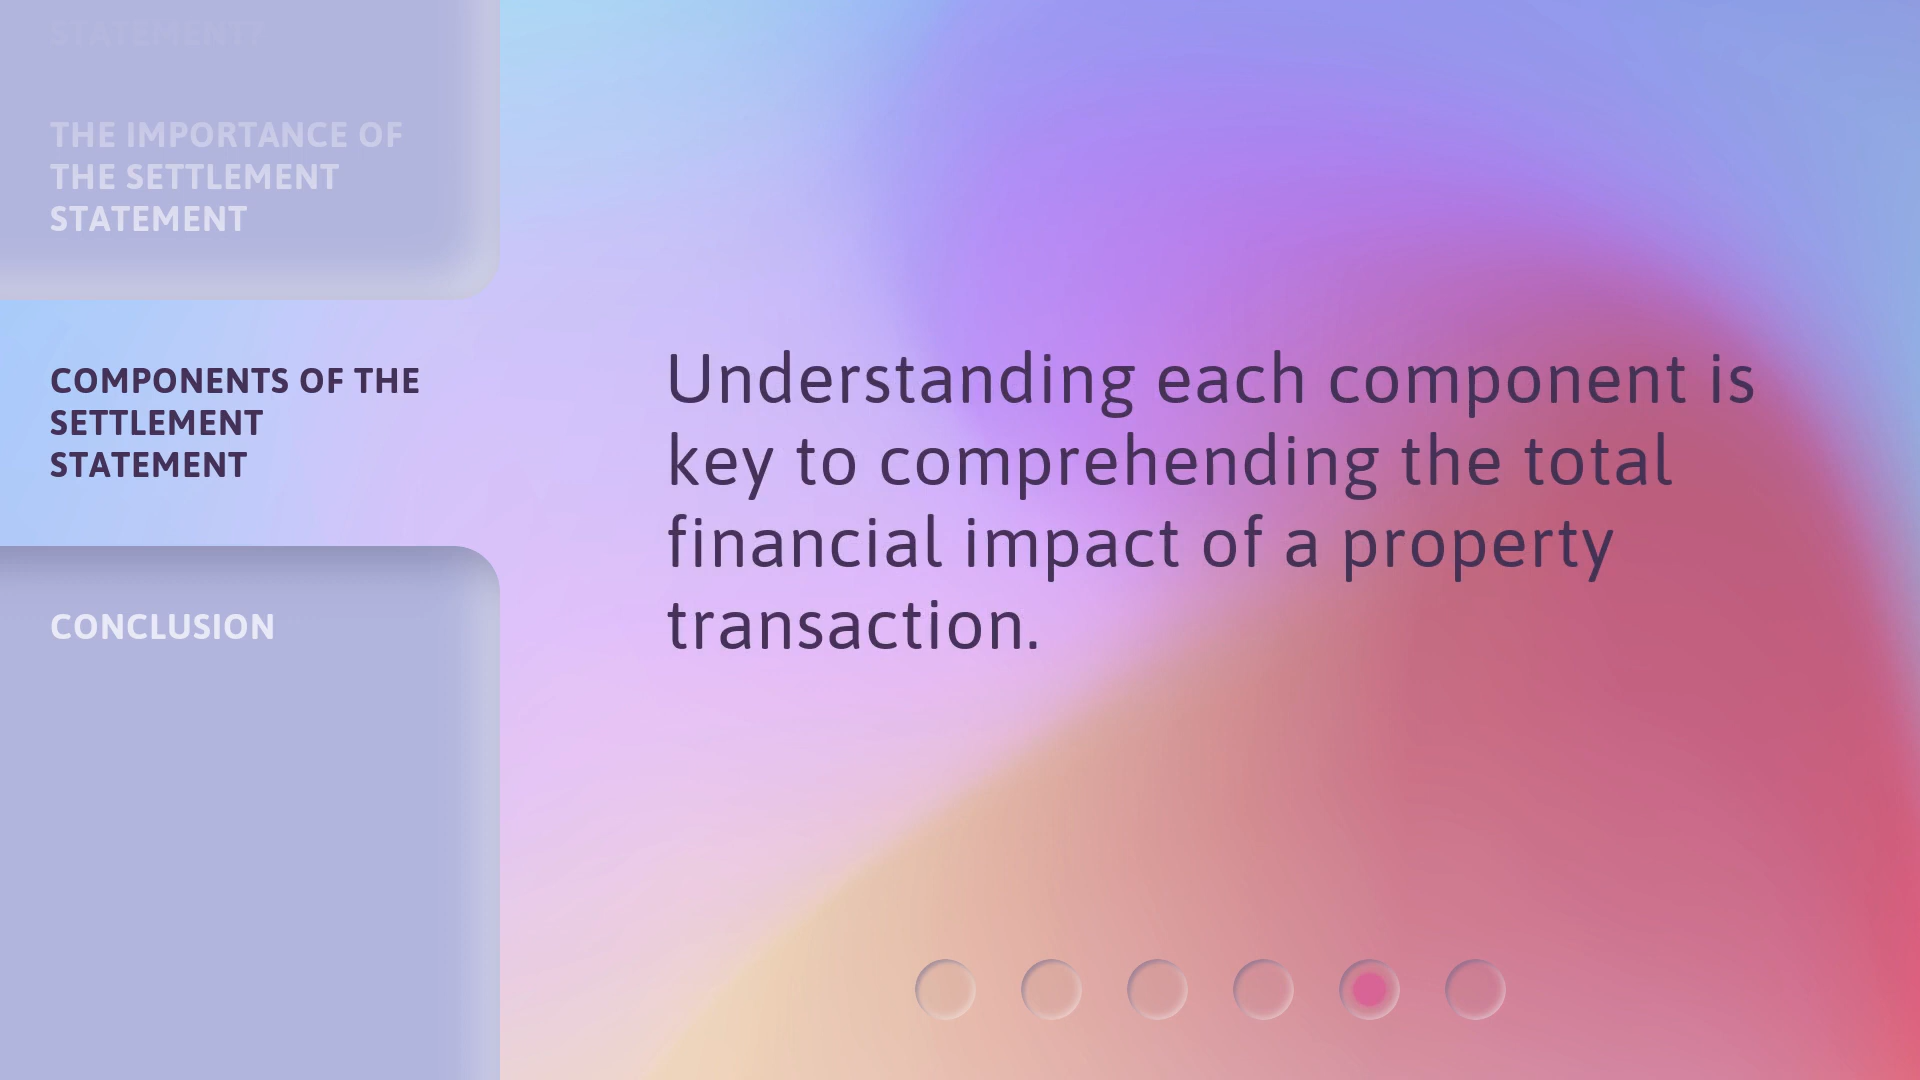 STATEMENT?
THE IMPORTANCE OF
THE SETTLEMENT
STATEMENT
COMPONENTS OF THE
SETTLEMENT
STATEMENT
CONCLUSION
Understanding each component is
key to comprehending the total
financial impact of a property
transaction.